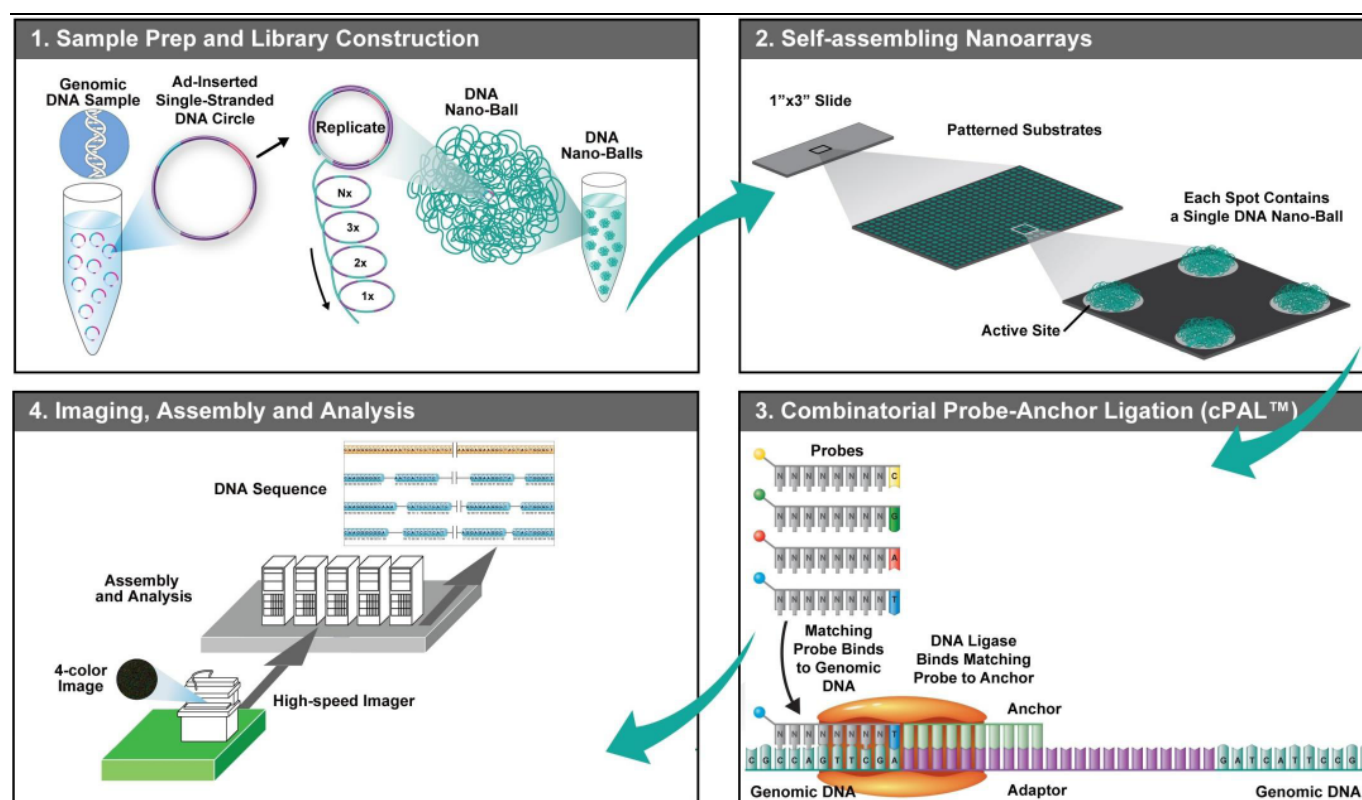 1. Sample Prep and Library Construction
Genomic
DNA Sample
Ad-Inserted
Single-Stranded
DNA Circle
Replicate
Nx
3x
2x
1x
DNA
Nano-Ball
DNA
Nano-Balls
2. Self-assembling Nanoarrays
1”x3” Slide
Patterned Substrates
Each Spot Contains
a Single DNA Nano-Ball
Active Site
3. Combinatorial Probe-Anchor Ligation (cPAL™)
Probes
N N N N N N N N C
N N N N N N N N G
N N N N N N N N A
N N N N N N N N T
Matching
Probe Binds
to Genomic
DNA
DNA Ligase
Binds Matching
Probe to Anchor
Anchor
N N N N N N N N T
C G C C A G T T C G A
G A T C A T T C C G
Genomic DNA
Adaptor
Genomic DNA
4. Imaging, Assembly and Analysis
DNA Sequence
Assembly
and Analysis
4-color
Image
High-speed Imager